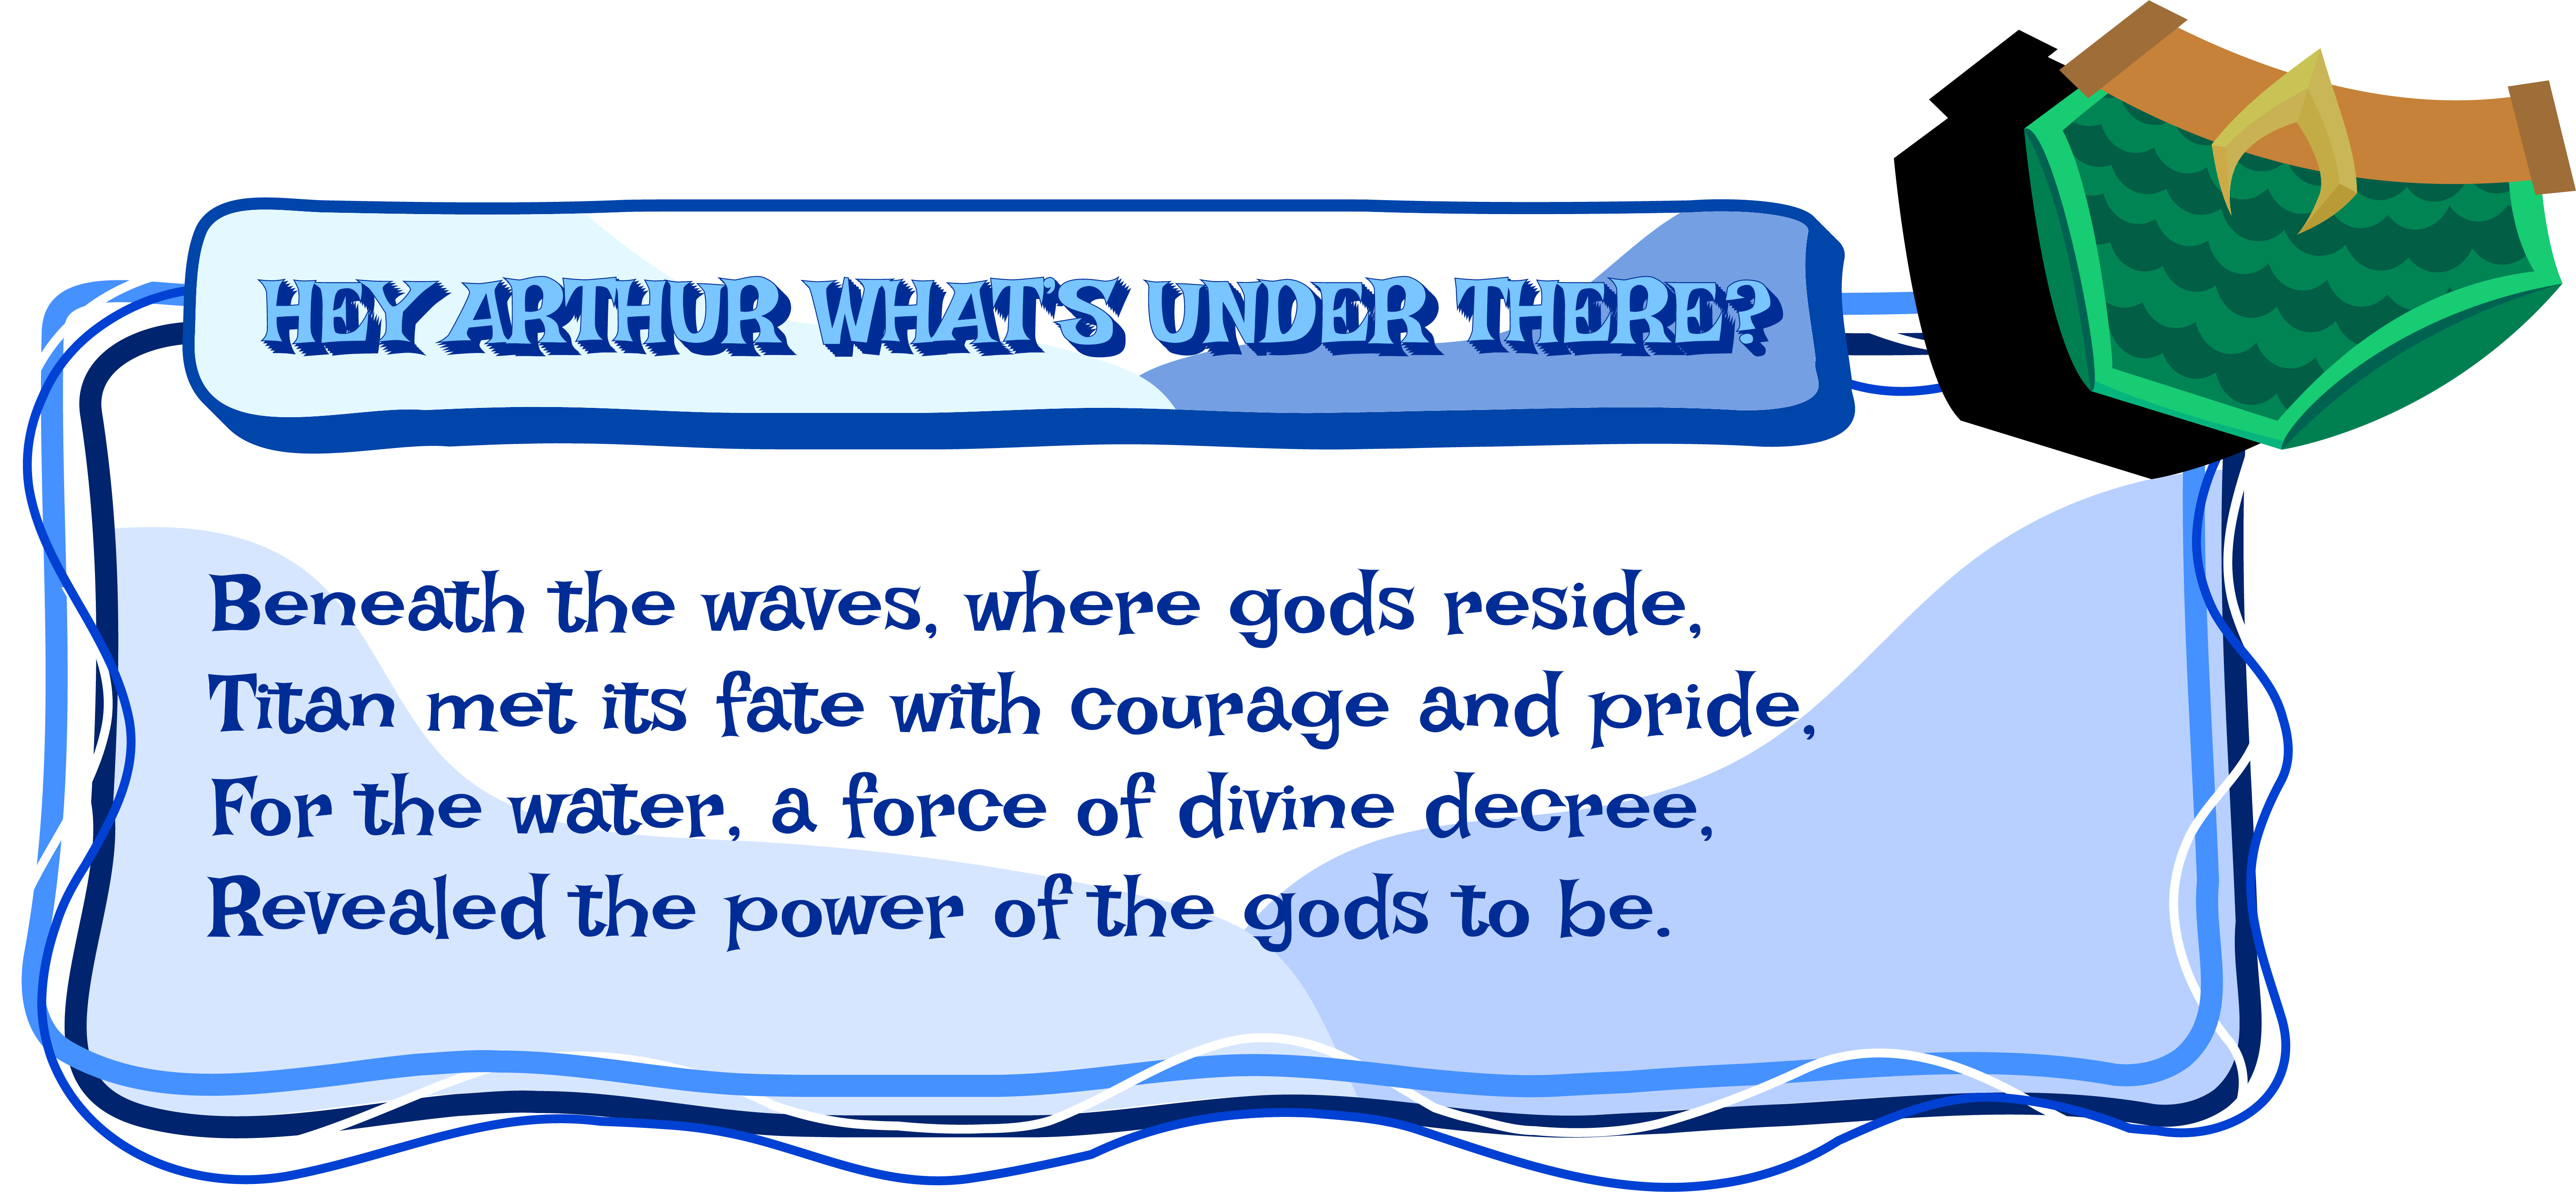 HEY ARTHUR WHAT'S UNDER THERE?
Beneath the waves, where gods reside,
Titan met its fate with courage and pride,
For the water, a force of divine decree,
Revealed the power of the gods to be.